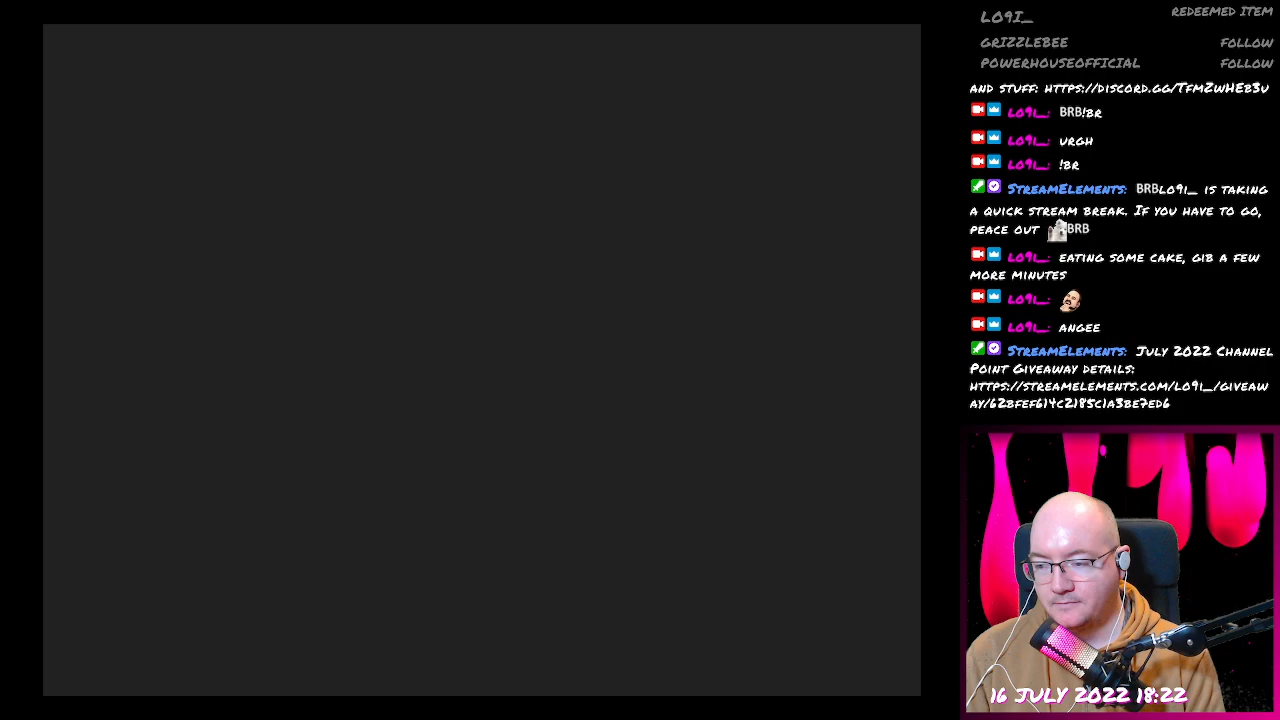 LO9I_ REDEEMED ITEM
GRIZZLEBEE FOLLOW
POWERHOUSEOFFICIAL FOLLOW
AND STUFF: HTTPS://DISCORD.GG/TFMZWHEB3U
LO9I_: BRB!BR
LO9I_: URGH
LO9I_: !BR
STREAMELEMENTS: BRBLO9I_ IS TAKING
A QUICK STREAM BREAK. IF YOU HAVE TO GO,
PEACE OUT BRB
LO9I_: EATING SOME CAKE, GIB A FEW
MORE MINUTES
LO9I_:
LO9I_: ANGEE
STREAMELEMENTS: JULY 2022 CHANNEL
POINT GIVEAWAY DETAILS:
HTTPS://STREAMELEMENTS.COM/LO9I_/GIVEAW
AY/62BFEF614C2185C1A3BE7ED6
16 JULY 2022 18:22